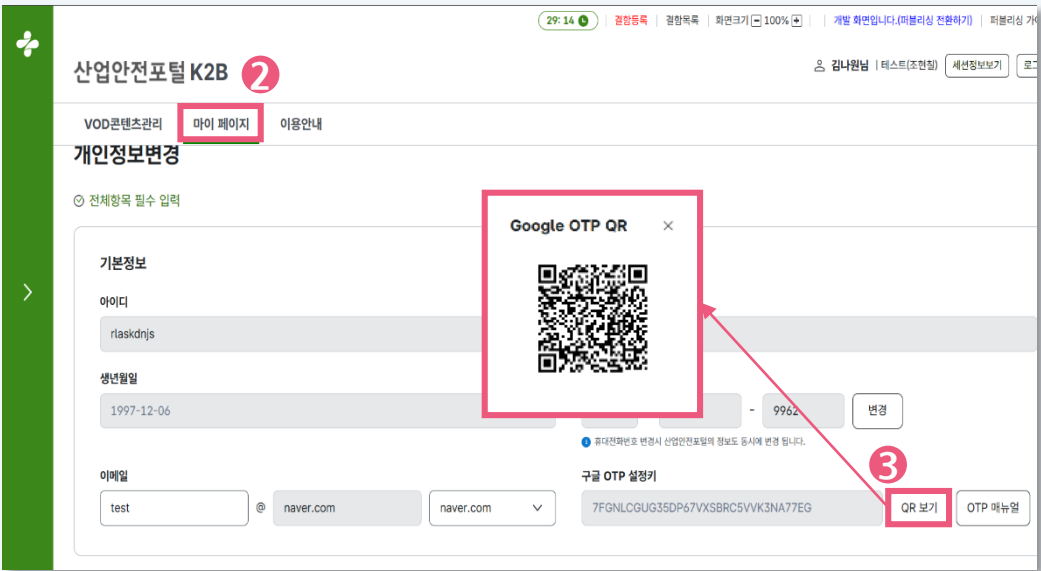 29: 14 결함등록 결함목록 화면크기 100% 개발 화면입니다.(퍼블리싱 전환하기) 퍼블리싱
산업안전포털 K2B 2 김나원님 | 테스트(조현철) 세션정보보기
VOD콘텐츠관리 마이 페이지 이용안내
개인정보변경
전체항목 필수 입력
Google OTP QR ×
기본정보
아이디
rlaskdnjs
생년월일
1997-12-06 - 9962 변경
휴대전화번호 변경시 산업안전포털의 정보도 동시에 변경 됩니다.
이메일 구글 OTP 설정키 3
test @ naver.com naver.com 7FGNLCGUG35DP67VXSBRC5VVK3NA77EG QR 보기 OTP 매뉴얼